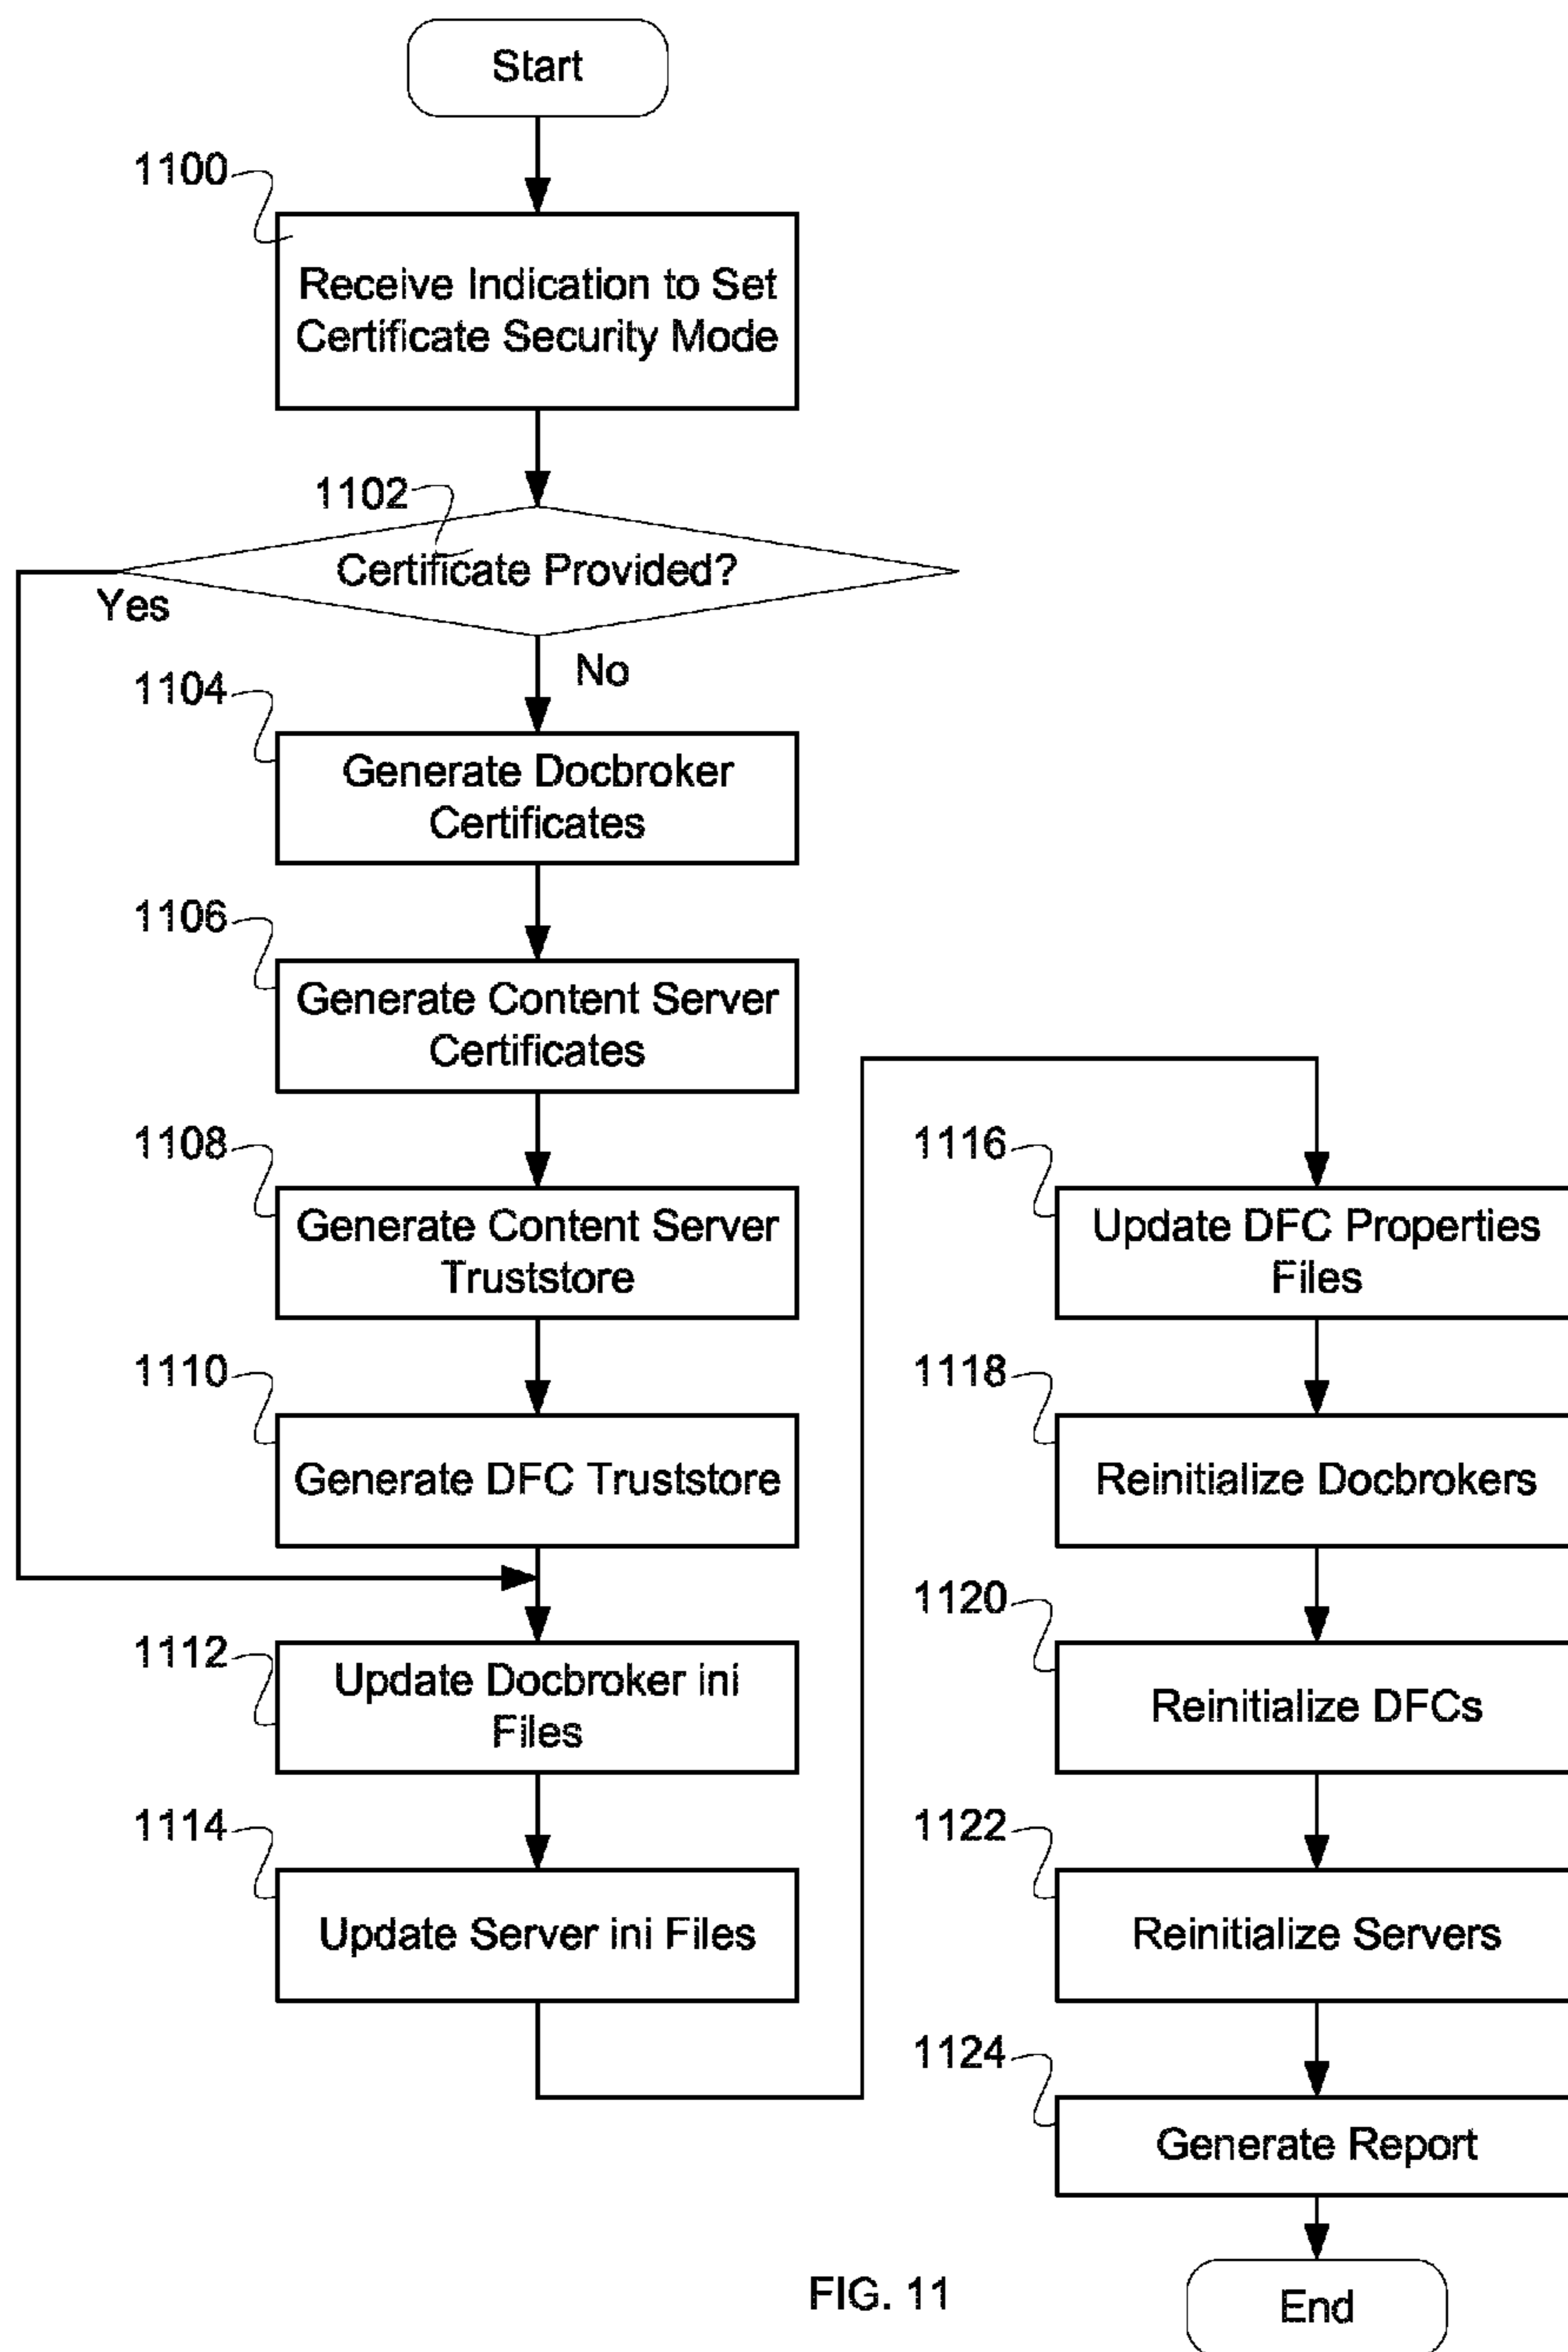 Start
1100
Receive Indication to Set
Certificate Security Mode
1102
Certificate Provided?
Yes
No
1104
Generate Docbroker
Certificates
1106
Generate Content Server
Certificates
1108
Generate Content Server
Truststore
1110
Generate DFC Truststore
1112
Update Docbroker ini
Files
1114
Update Server ini Files
1116
Update DFC Properties
Files
1118
Reinitialize Docbrokers
1120
Reinitialize DFCs
1122
Reinitialize Servers
1124
Generate Report
End
FIG. 11